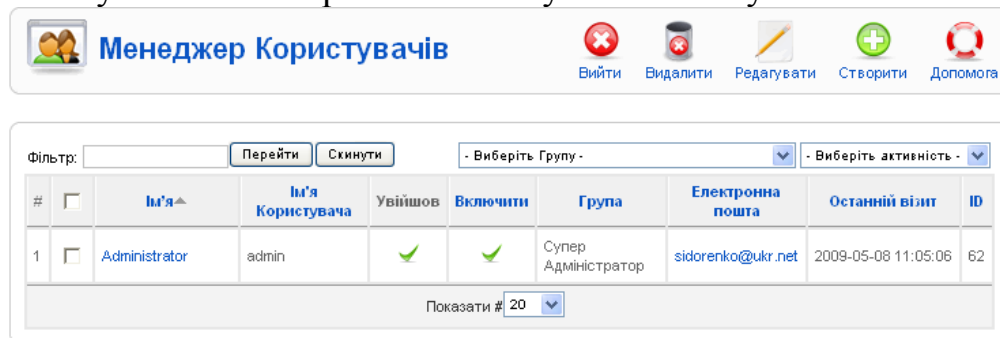 Менеджер Користувачів
Вийти Видалити Редагувати Створити Допомога
Фільтр: Перейти Скинути - Виберіть Групу - - Виберіть активність -
# Ім'я Ім'я Користувача Увійшов Включити Група Електронна пошта Останній візит ID
1 Administrator admin Супер Адміністратор sidorenko@ukr.net 2009-05-08 11:05:06 62
Показати # 20